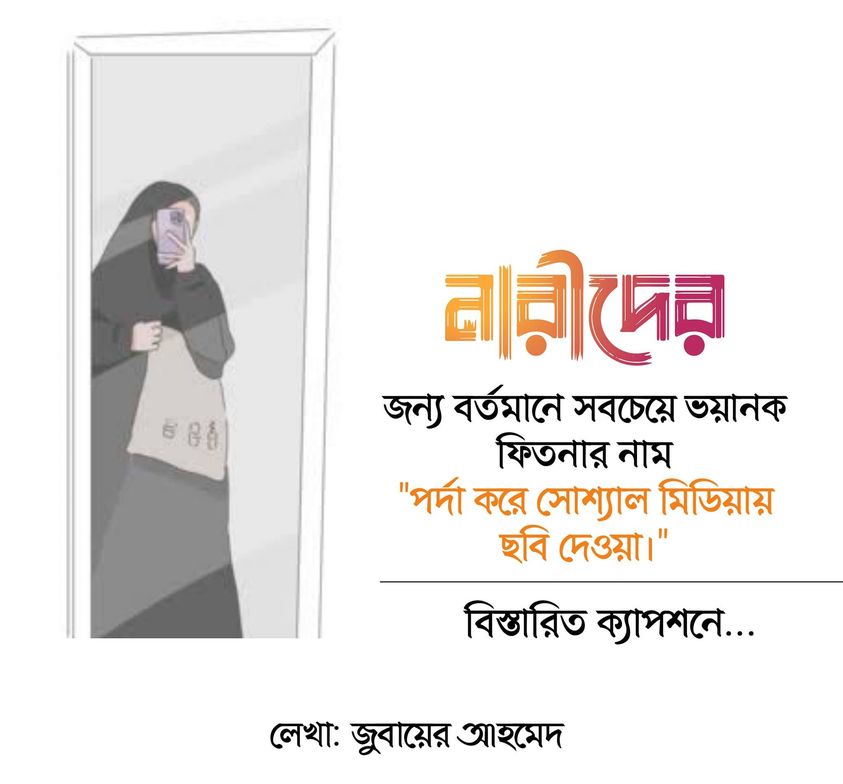 নারীদের
জন্য বর্তমানে সবচেয়ে ভয়ানক
ফিতনার নাম
"পর্দা করে সোশ্যাল মিডিয়ায়
ছবি দেওয়া।"
বিস্তারিত ক্যাপশনে...
লেখা: জুবায়ের আহমেদ